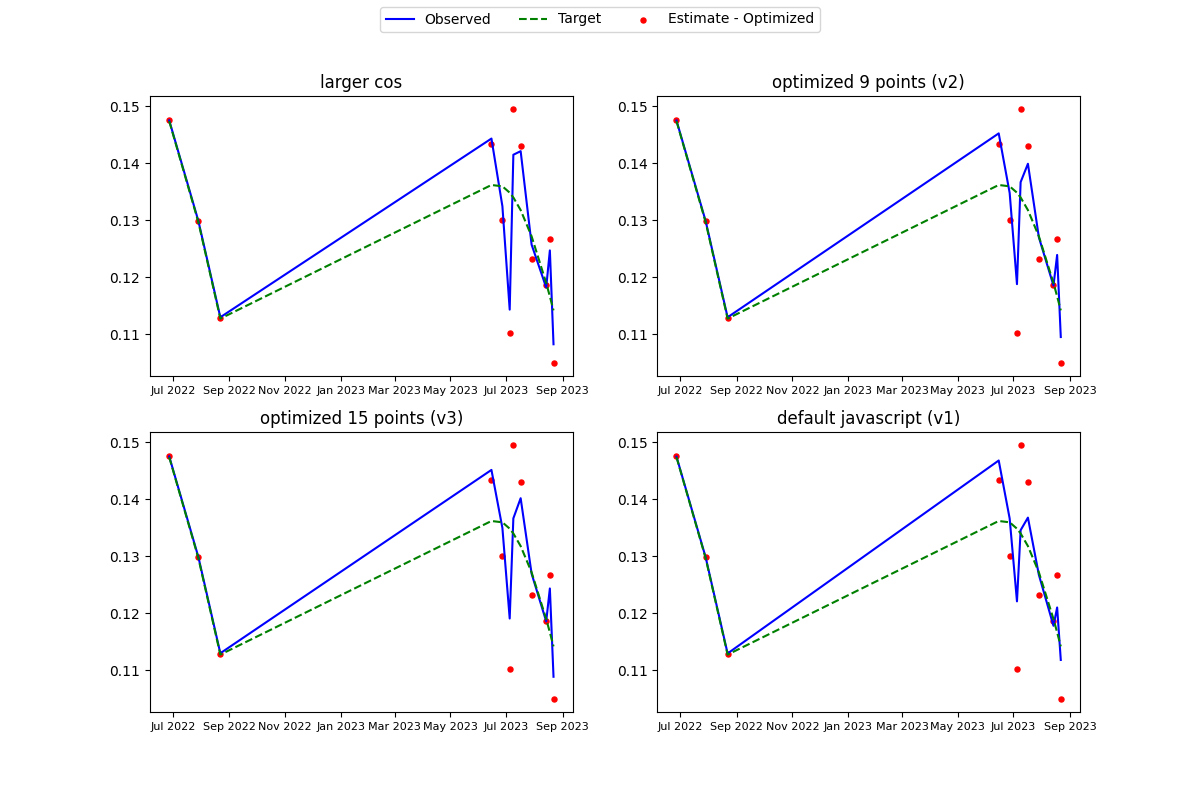 Observed Target Estimate - Optimized
larger cos
0.15
0.14
0.13
0.12
0.11
Jul 2022 Sep 2022 Nov 2022 Jan 2023 Mar 2023 May 2023 Jul 2023 Sep 2023
optimized 9 points (v2)
0.15
0.14
0.13
0.12
0.11
Jul 2022 Sep 2022 Nov 2022 Jan 2023 Mar 2023 May 2023 Jul 2023 Sep 2023
optimized 15 points (v3)
0.15
0.14
0.13
0.12
0.11
Jul 2022 Sep 2022 Nov 2022 Jan 2023 Mar 2023 May 2023 Jul 2023 Sep 2023
default javascript (v1)
0.15
0.14
0.13
0.12
0.11
Jul 2022 Sep 2022 Nov 2022 Jan 2023 Mar 2023 May 2023 Jul 2023 Sep 2023